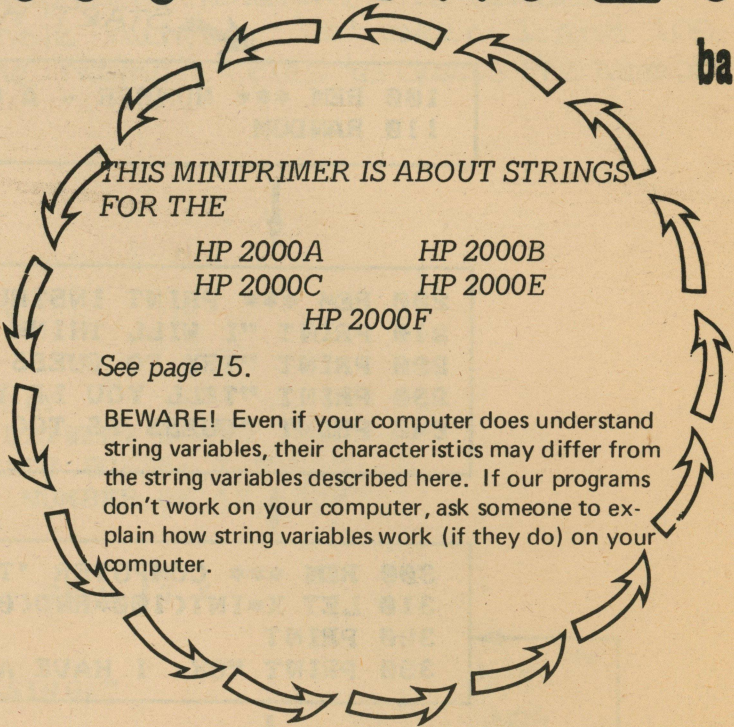 ba
THIS MINIPRIMER IS ABOUT STRINGS
FOR THE
HP 2000A HP 2000B
HP 2000C HP 2000E
HP 2000F
See page 15.
BEWARE! Even if your computer does understand
string variables, their characteristics may differ from
the string variables described here. If our programs
don't work on your computer, ask someone to ex-
plain how string variables work (if they do) on your
computer.